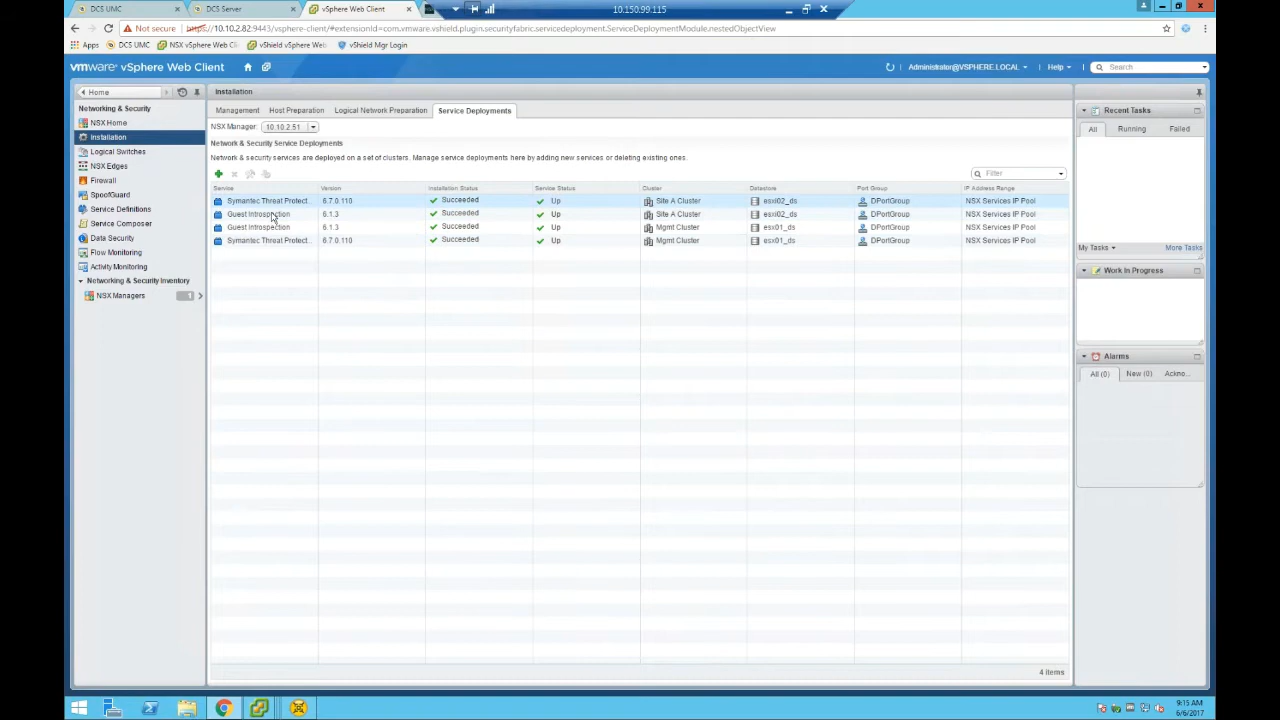 DCS UMC
DCS Server
vSphere Web Client
10.150.99.115
Not secure
https://10.10.2.82:9443/vsphere-client/#extensionId=com.vmware.vshield.plugin.securityfabric.servicedeployment.ServiceDeploymentModule.nestedObjectView
Apps DCS UMC NSX vSphere Web Cli vShield vSphere Web vShield Mgr Login
vmware vSphere Web Client
Administrator@VSPHERE.LOCAL Help Search
Home
Installation
Networking & Security
NSX Home
Installation
Logical Switches
NSX Edges
Firewall
SpoofGuard
Service Definitions
Service Composer
Data Security
Flow Monitoring
Activity Monitoring
Networking & Security Inventory
NSX Managers 1
Management Host Preparation Logical Network Preparation Service Deployments
NSX Manager: 10.10.2.51
Network & Security Service Deployments
Network & security services are deployed on a set of clusters. Manage service deployments here by adding new services or deleting existing ones.
Filter
Service Version Installation Status Service Status Cluster Datastore Port Group IP Address Range
Symantec Threat Protect... 6.7.0.110 Succeeded Up Site A Cluster esxi02_ds DPortGroup NSX Services IP Pool
Guest Introspection 6.1.3 Succeeded Up Site A Cluster esxi02_ds DPortGroup NSX Services IP Pool
Guest Introspection 6.1.3 Succeeded Up Mgmt Cluster esx01_ds DPortGroup NSX Services IP Pool
Symantec Threat Protect... 6.7.0.110 Succeeded Up Mgmt Cluster esx01_ds DPortGroup NSX Services IP Pool
4 items
Recent Tasks
All Running Failed
My Tasks More Tasks
Work In Progress
Alarms
All (0) New (0) Ackno...
9:15 AM
6/6/2017